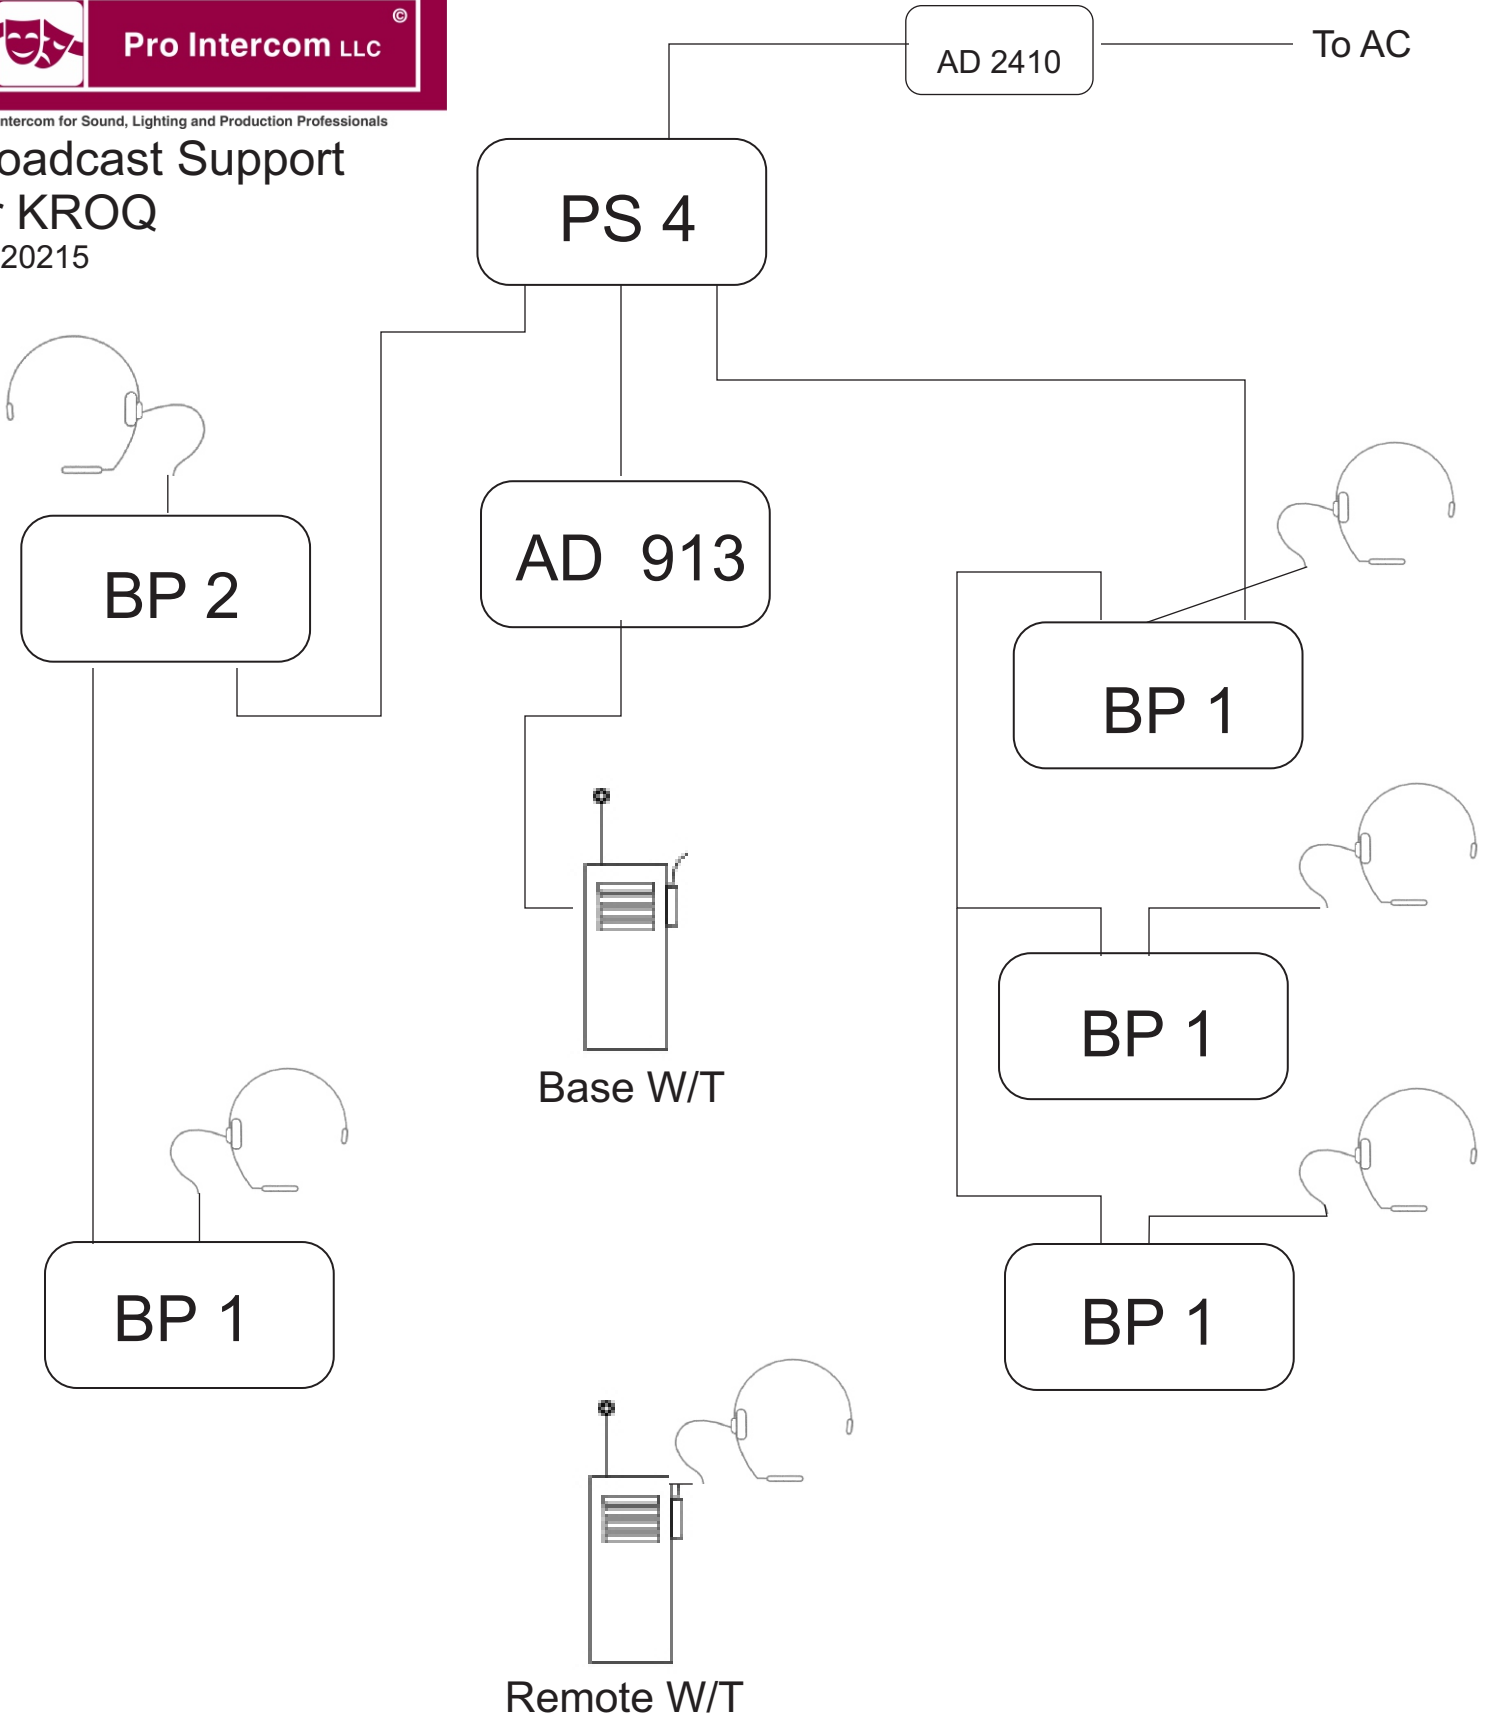 ©
Pro Intercom LLC
ntercom for Sound, Lighting and Production Professionals
oadcast Support
r KROQ
20215
AD 2410
To AC
PS 4
BP 2
AD 913
BP 1
Base W/T
BP 1
BP 1
BP 1
Remote W/T